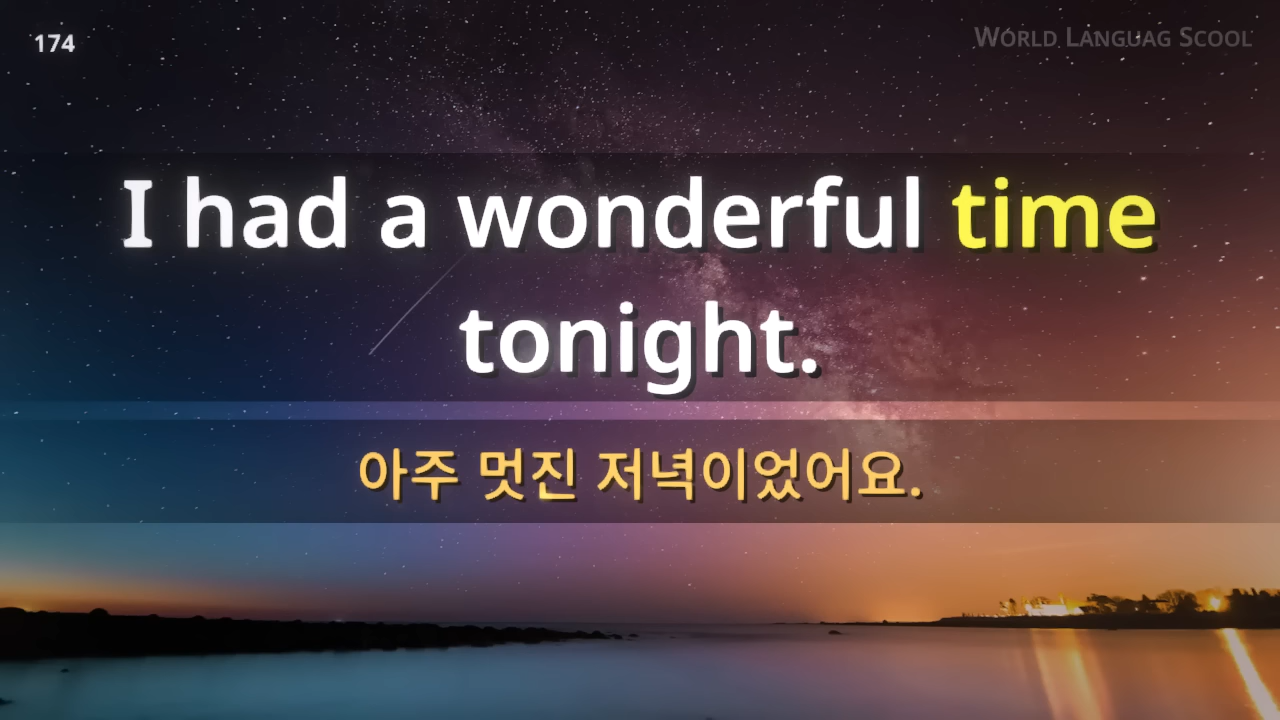 174
WORLD LANGUAG SCOOL
I had a wonderful time
tonight.
아주 멋진 저녁이었어요.